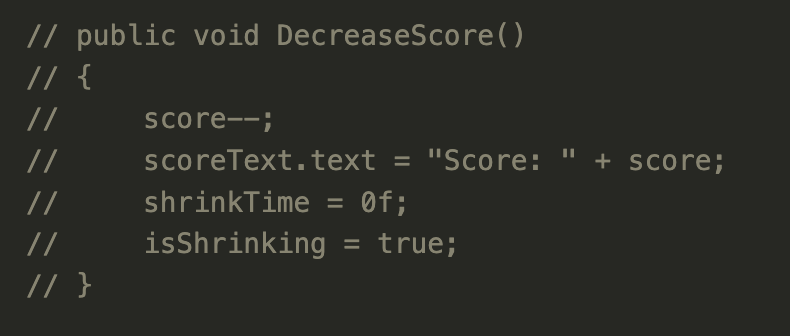 // public void DecreaseScore()
// {
//     score--;
//     scoreText.text = "Score: " + score;
//     shrinkTime = 0f;
//     isShrinking = true;
// }